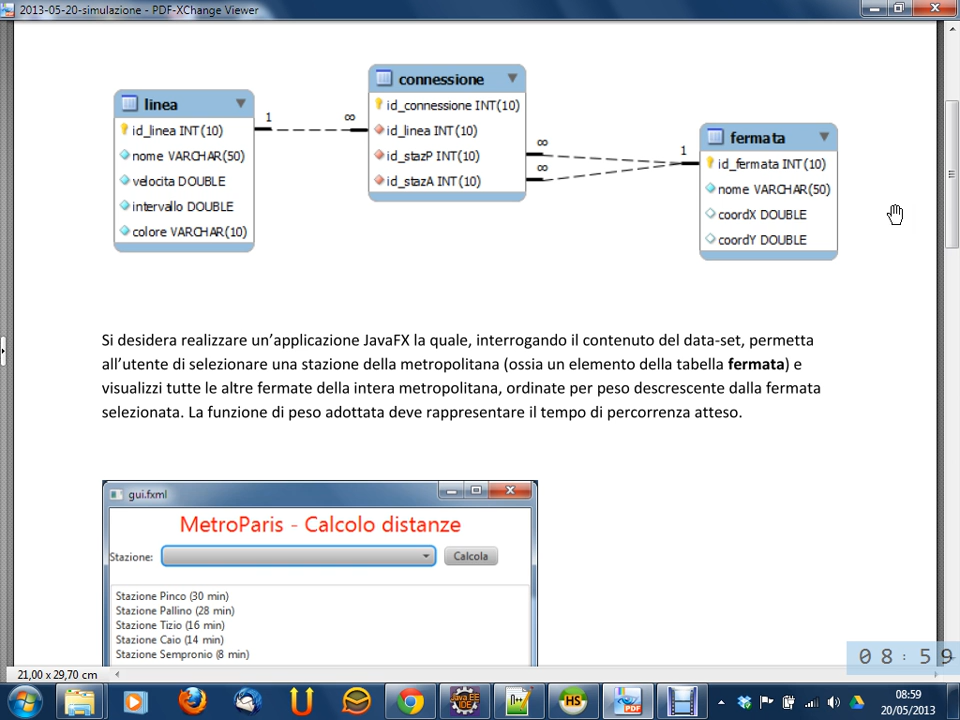 2013-05-20-simulazione - PDF-XChange Viewer
linea
id_linea INT(10)
nome VARCHAR(50)
velocita DOUBLE
intervallo DOUBLE
colore VARCHAR(10)
1
∞
connessione
id_connessione INT(10)
id_linea INT(10)
id_stazP INT(10)
id_stazA INT(10)
∞
∞
1
fermata
id_fermata INT(10)
nome VARCHAR(50)
coordX DOUBLE
coordY DOUBLE
Si desidera realizzare un'applicazione JavaFX la quale, interrogando il contenuto del data-set, permetta
all'utente di selezionare una stazione della metropolitana (ossia un elemento della tabella fermata) e
visualizzi tutte le altre fermate della intera metropolitana, ordinate per peso descrescente dalla fermata
selezionata. La funzione di peso adottata deve rappresentare il tempo di percorrenza atteso.
gui.fxml
MetroParis - Calcolo distanze
Stazione:
Calcola
Stazione Pinco (30 min)
Stazione Pallino (28 min)
Stazione Tizio (16 min)
Stazione Caio (14 min)
Stazione Sempronio (8 min)
08:59
21,00 x 29,70 cm
Java EE
IDE
n++
HS
PDF
08:59
20/05/2013